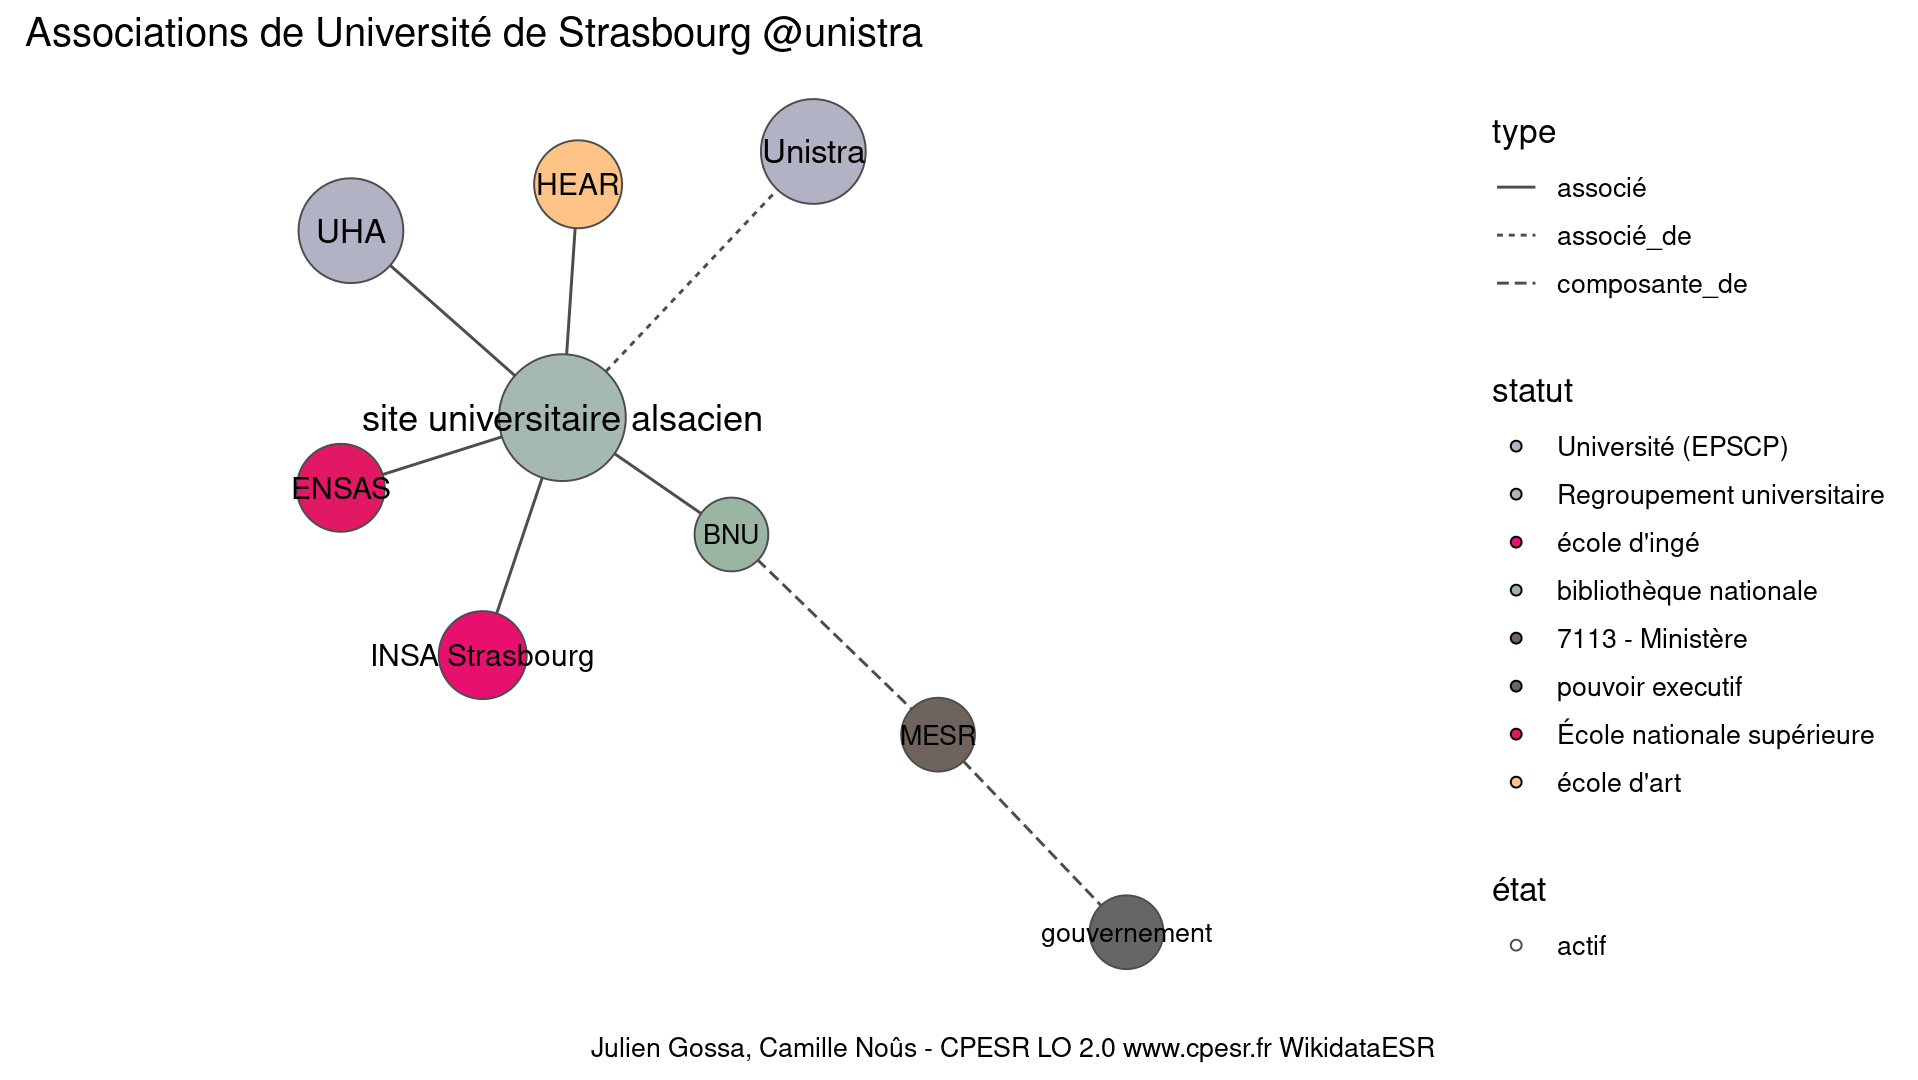 Associations de Université de Strasbourg @unistra
Unistra
HEAR
UHA
site universitaire alsacien
ENSAS
BNU
INSA Strasbourg
MESR
gouvernement
type
associé
associé_de
composante_de
statut
Université (EPSCP)
Regroupement universitaire
école d'ingé
bibliothèque nationale
7113 - Ministère
pouvoir executif
École nationale supérieure
école d'art
état
actif
Julien Gossa, Camille Noûs - CPESR LO 2.0 www.cpesr.fr WikidataESR